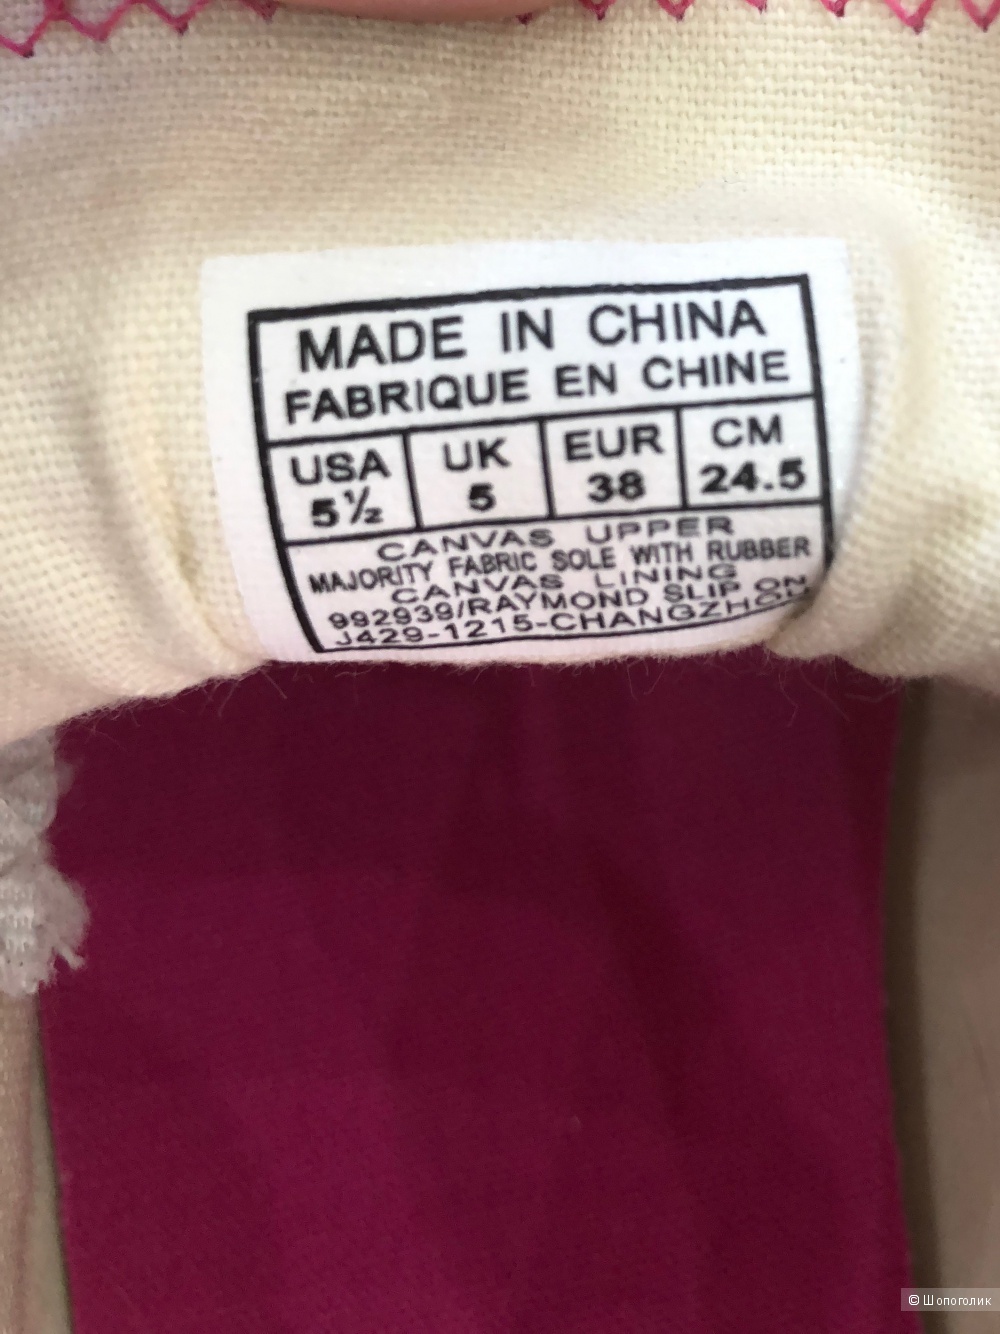 MADE IN CHINA
FABRIQUE EN CHINE
USA UK EUR CM
5½ 5 38 24.5
CANVAS UPPER
MAJORITY FABRIC SOLE WITH RUBBER
CANVAS LINING
992939/RAYMOND SLIP ON
J429-1215-CHANGZHOU
© Шопоголик